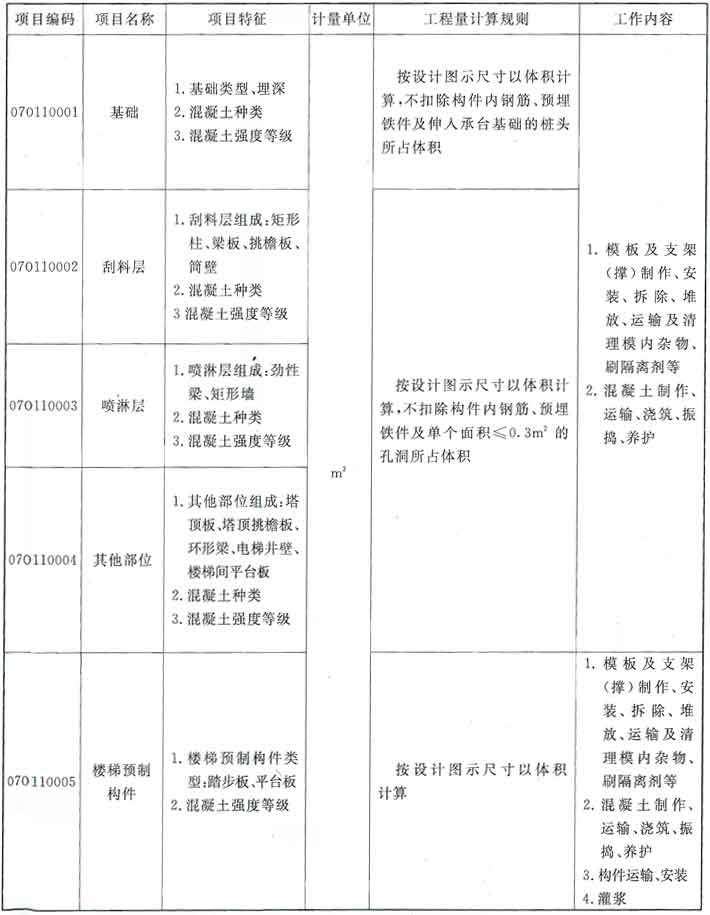 项目编码 项目名称 项目特征 计量单位 工程量计算规则 工作内容
070110001
基础
1.基础类型、埋深
2.混凝土种类
3.混凝土强度等级
按设计图示尺寸以体积计
算,不扣除构件内钢筋、预埋
铁件及伸入承台基础的桩头
所占体积
070110002
刮料层
1.刮料层组成:矩形
柱、梁板、挑檐板、
筒壁
2.混凝土种类
3混凝土强度等级
070110003
喷淋层
1.喷淋层组成:劲性
梁、矩形墙
2.混凝土种类
3.混凝土强度等级
070110004
其他部位
1.其他部位组成:塔
顶板、塔顶挑檐板、
环形梁、电梯井壁、
楼梯间平台板
2.混凝土种类
3.混凝土强度等级
m³
按设计图示尺寸以体积计
算,不扣除构件内钢筋、预埋
铁件及单个面积≤0.3m²的
孔洞所占体积
1.模板及支架
(撑)制作、安
装、拆除、堆
放、运输及清
理模内杂物、
刷隔离剂等
2.混凝土制作、
运输、浇筑、振
捣、养护
070110005
楼梯预制
构件
1.楼梯预制构件类
型:踏步板、平台板
2.混凝土强度等级
按设计图示尺寸以体积
计算
1.模板及支架
(撑)制作、安
装、拆除、堆
放、运输及清
理模内杂物、
刷隔离剂等
2.混凝土制作、
运输、浇筑、振
捣、养护
3.构件运输、安装
4.灌浆